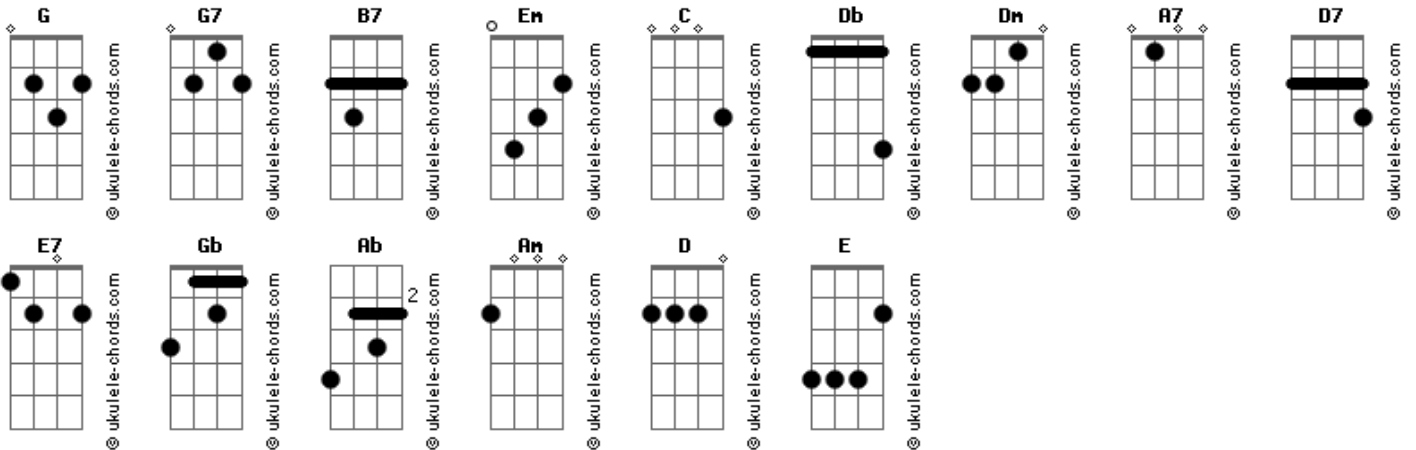 G G7 B7 Em C Db Dm A7 D7
© ukulele-chords.com © ukulele-chords.com © ukulele-chords.com © ukulele-chords.com © ukulele-chords.com © ukulele-chords.com © ukulele-chords.com © ukulele-chords.com © ukulele-chords.com
E7 Gb Ab Am D E
2
© ukulele-chords.com © ukulele-chords.com © ukulele-chords.com © ukulele-chords.com © ukulele-chords.com © ukulele-chords.com